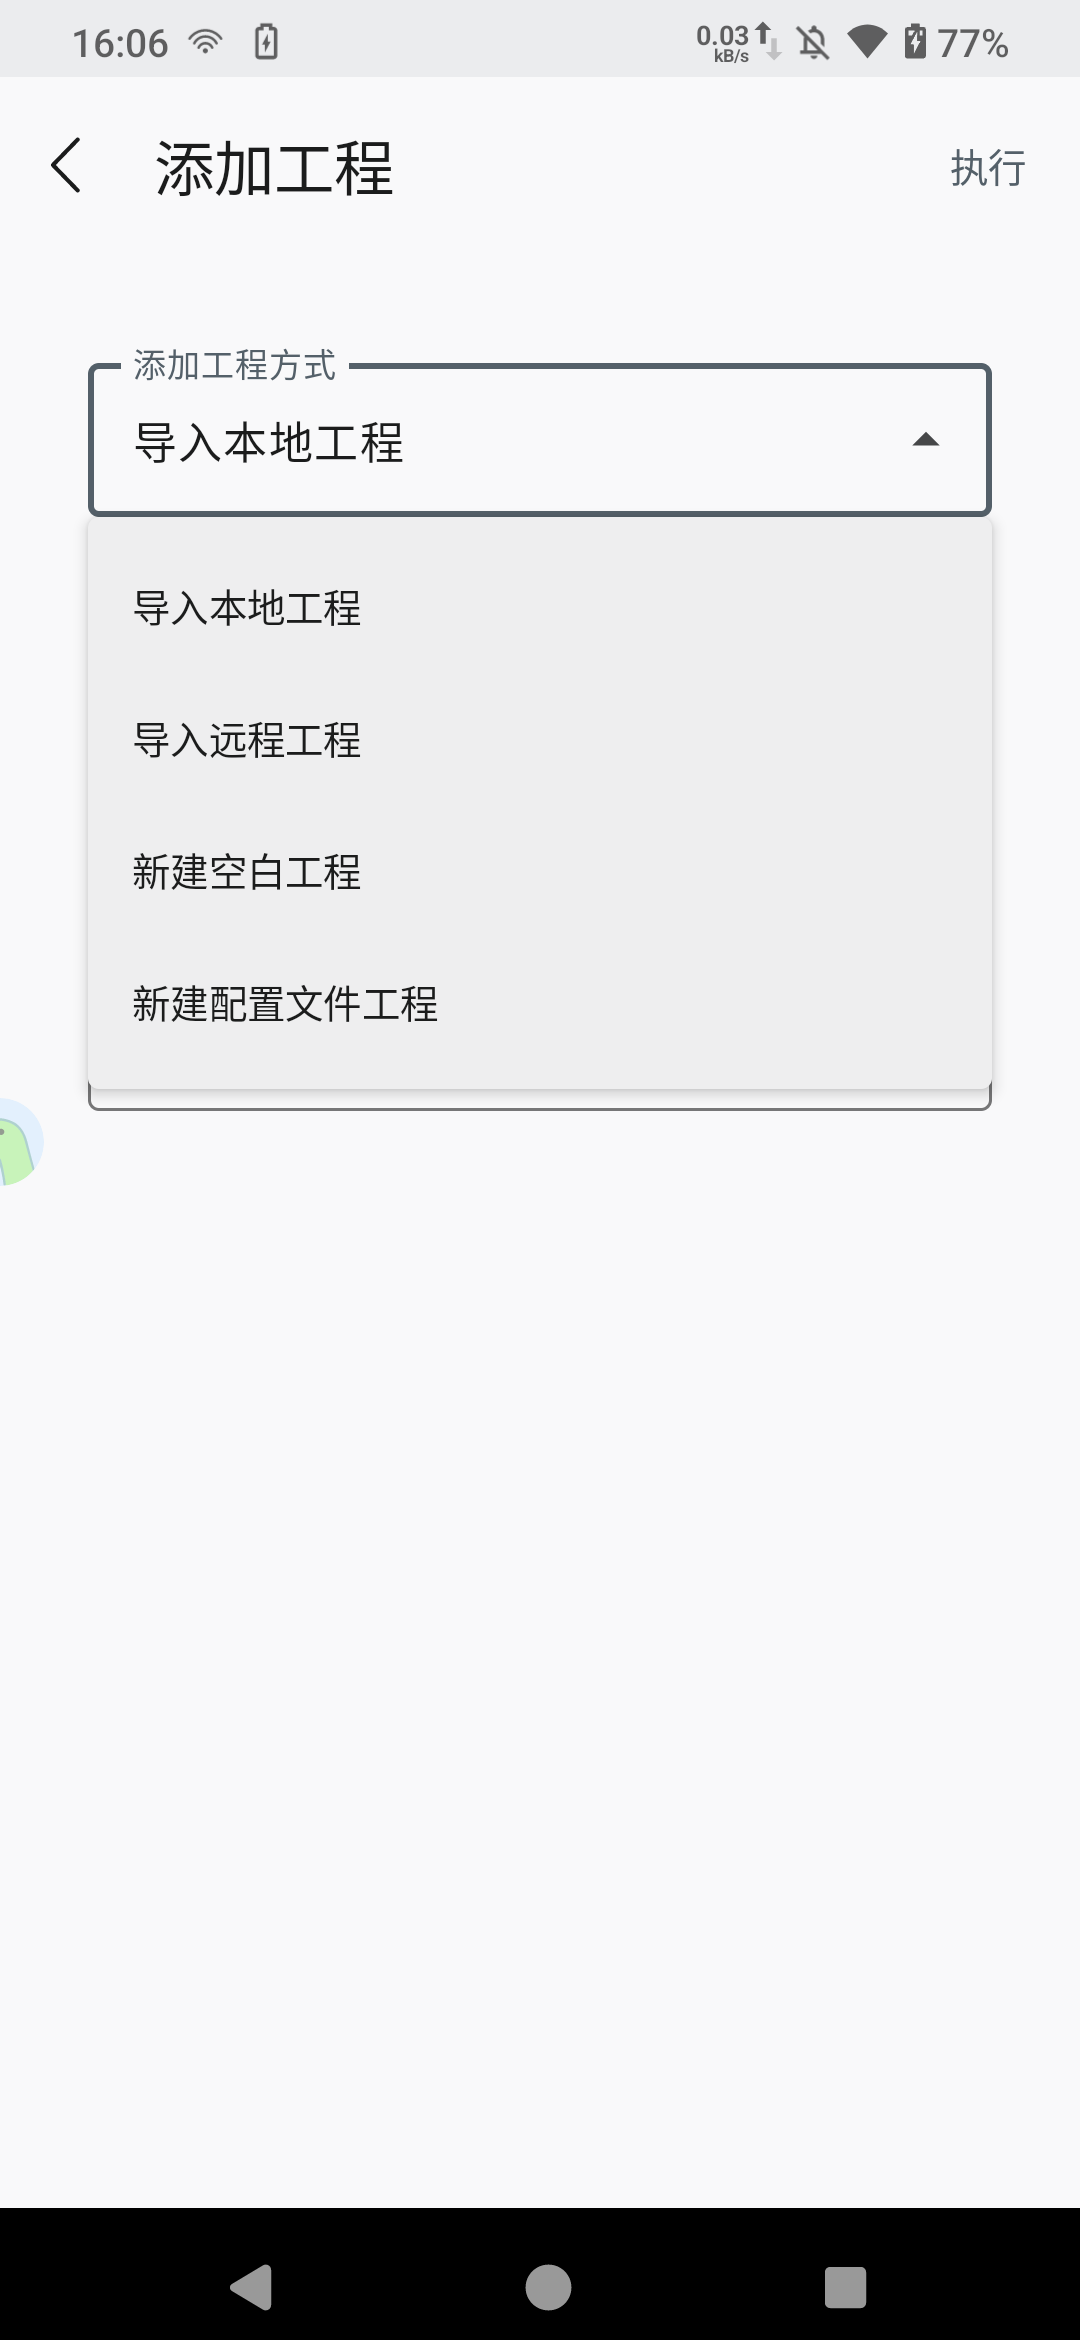 16:06
0.03 kB/s
77%
添加工程
执行
添加工程方式
导入本地工程
导入本地工程
导入远程工程
新建空白工程
新建配置文件工程